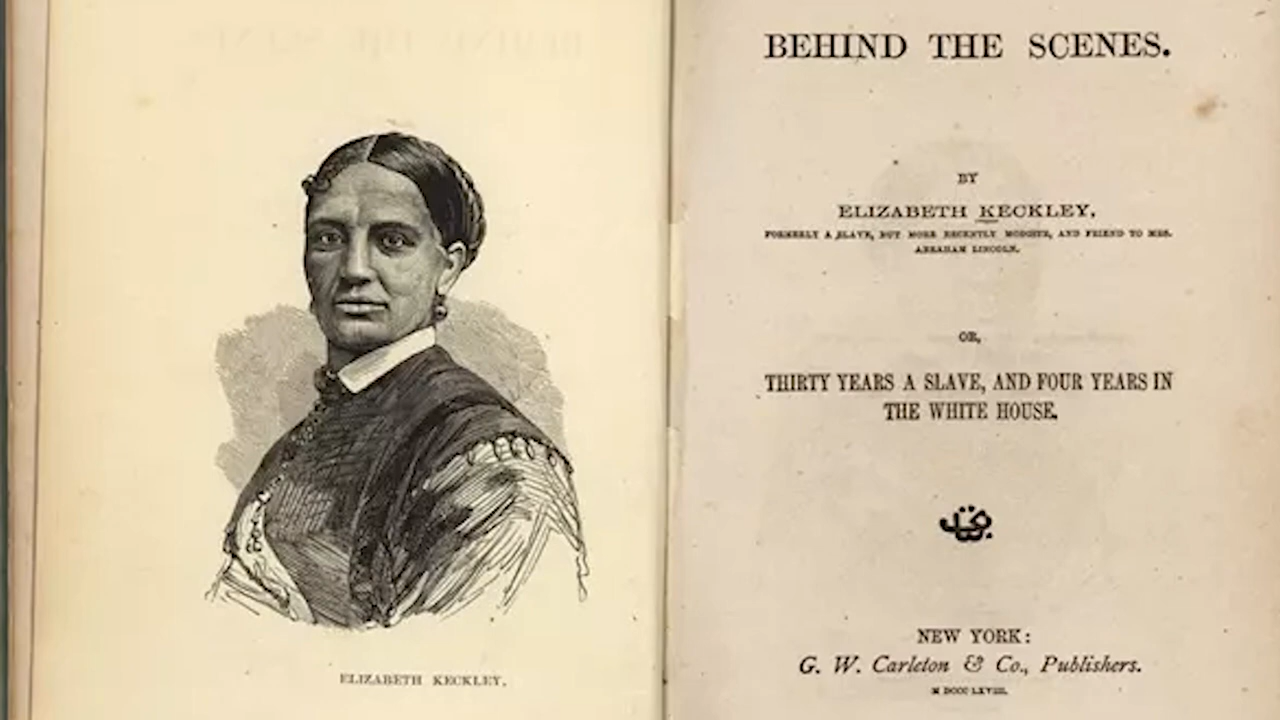 ELIZABETH KECKLEY.
BEHIND THE SCENES.
BY
ELIZABETH KECKLEY,
FORMERLY A SLAVE, BUT MORE RECENTLY MODISTE, AND FRIEND TO MRS.
ABRAHAM LINCOLN.
OR,
THIRTY YEARS A SLAVE, AND FOUR YEARS IN
THE WHITE HOUSE.
NEW YORK:
G. W. Carleton & Co., Publishers.
M DCCC LXVIII.